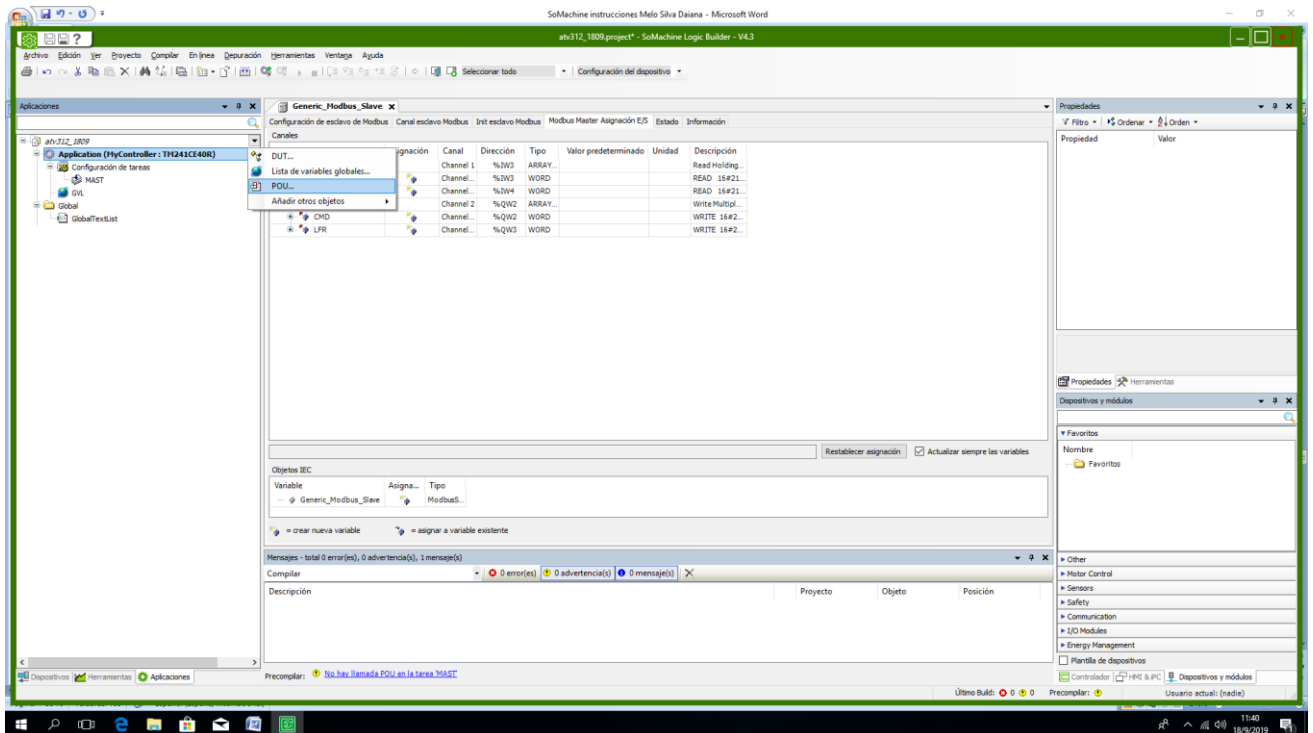 SoMachine instrucciones Melo Silva Daiana - Microsoft Word
atv312_1809.project* - SoMachine Logic Builder - V4.3
Archivo Edición Ver Proyecto Compilar En línea Depuración Herramientas Ventana Ayuda
Seleccionar todo Configuración del dispositivo
Aplicaciones
atv312_1809
Application (MyController : TM241CE40R)
Configuración de tareas
MAST
GVL
Global
GlobalTextList
DUT...
Lista de variables globales...
POU...
Añadir otros objetos
Generic_Modbus_Slave
Configuración de esclavo de Modbus Canal esclavo Modbus Init esclavo Modbus Modbus Master Asignación E/S Estado Información
Canales
ignación Canal Dirección Tipo Valor predeterminado Unidad Descripción
Channel 1 %IW3 ARRAY... Read Holding...
Channel... %IW3 WORD READ 16#21...
Channel... %IW4 WORD READ 16#21...
Channel 2 %QW2 ARRAY... Write Multipl...
CMD Channel... %QW2 WORD WRITE 16#2...
LFR Channel... %QW3 WORD WRITE 16#2...
Restablecer asignación Actualizar siempre las variables
Objetos IEC
Variable Asigna... Tipo
Generic_Modbus_Slave ModbusS...
= crear nueva variable = asignar a variable existente
Mensajes - total 0 error(es), 0 advertencia(s), 1 mensaje(s)
Compilar 0 error(es) 0 advertencia(s) 0 mensaje(s)
Descripción Proyecto Objeto Posición
Propiedades
Filtro Ordenar Orden
Propiedad Valor
Propiedades Herramientas
Dispositivos y módulos
Favoritos
Nombre
Favoritos
Other
Motor Control
Sensors
Safety
Communication
I/O Modules
Energy Management
Plantilla de dispositivos
Controlador HMI & iPC Dispositivos y módulos
Dispositivos Herramientas Aplicaciones
Precompilar: No hay llamada POU en la tarea 'MAST'
Último Build: 0 0 Precompilar: Usuario actual: (nadie)
11:40
18/9/2019